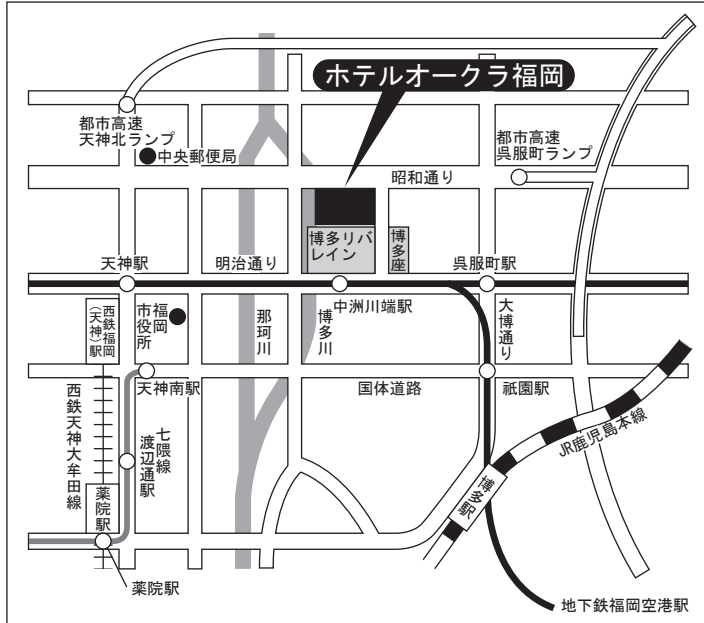 ホテルオークラ福岡
都市高速
天神北ランプ
中央郵便局
都市高速
呉服町ランプ
昭和通り
博多リバ
レイン
博多座
天神駅
明治通り
呉服町駅
中洲川端駅
西鉄福岡
(天神)駅
福岡
市役所
那珂川
博多川
大博通り
天神南駅
国体道路
祇園駅
西鉄天神大牟田線
七隈線
渡辺通駅
JR鹿児島本線
博多駅
薬院駅
薬院駅
地下鉄福岡空港駅